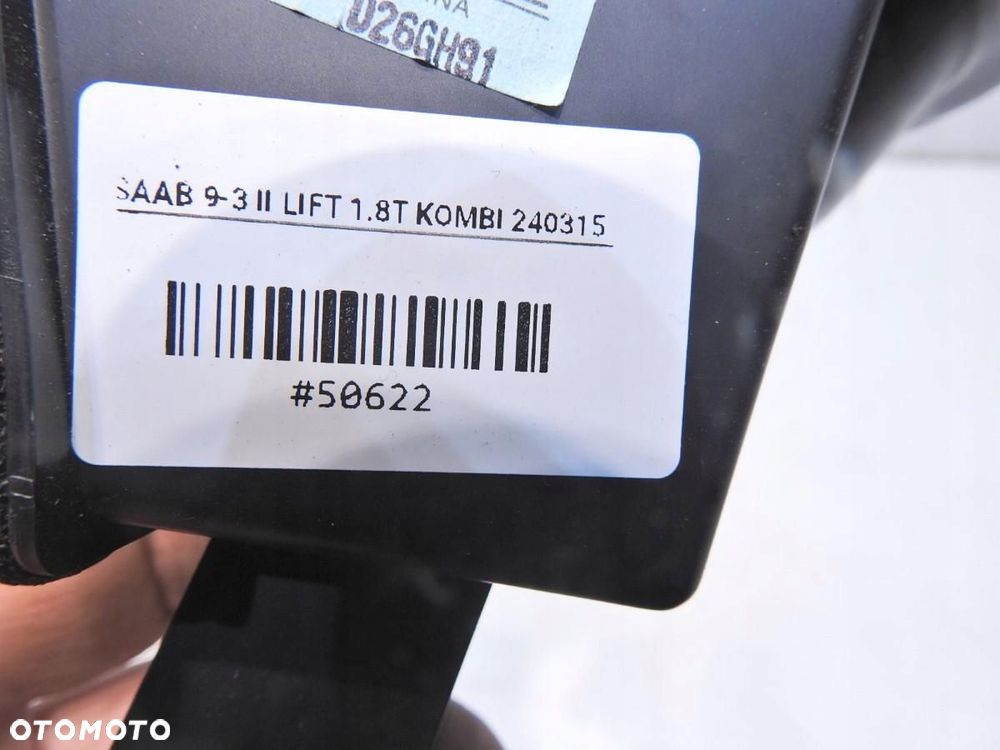 D26GH91
SAAB 9-3 II LIFT 1.8T KOMBI 240315
#50622
OTOMOTO